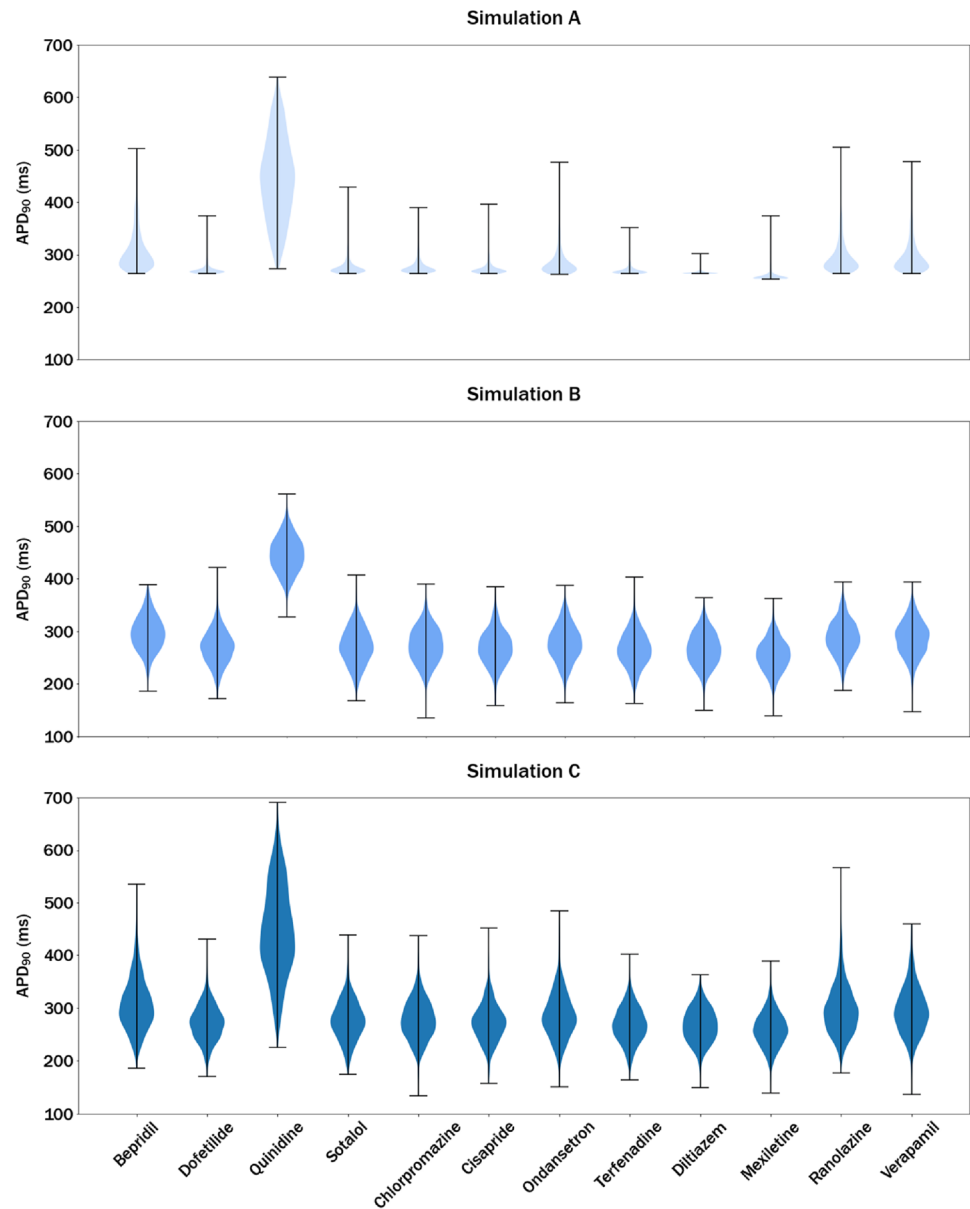 Simulation A
700
600
500
400
300
200
100
APD₉₀ (ms)
Simulation B
700
600
500
400
300
200
100
APD₉₀ (ms)
Simulation C
700
600
500
400
300
200
100
APD₉₀ (ms)
Bepridil
Dofetilide
Quinidine
Sotalol
Chlorpromazine
Cisapride
Ondansetron
Terfenadine
Diltiazem
Mexiletine
Ranolazine
Verapamil